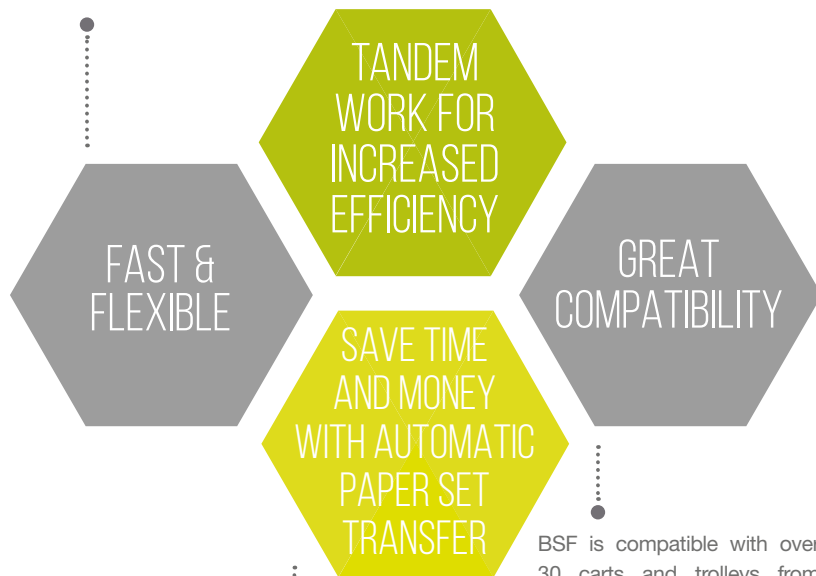 TANDEM
WORK FOR
INCREASED
EFFICIENCY
FAST &
FLEXIBLE
GREAT
COMPATIBILITY
SAVE TIME
AND MONEY
WITH AUTOMATIC
PAPER SET
TRANSFER
BSF is compatible with over
30 carts and trolleys from